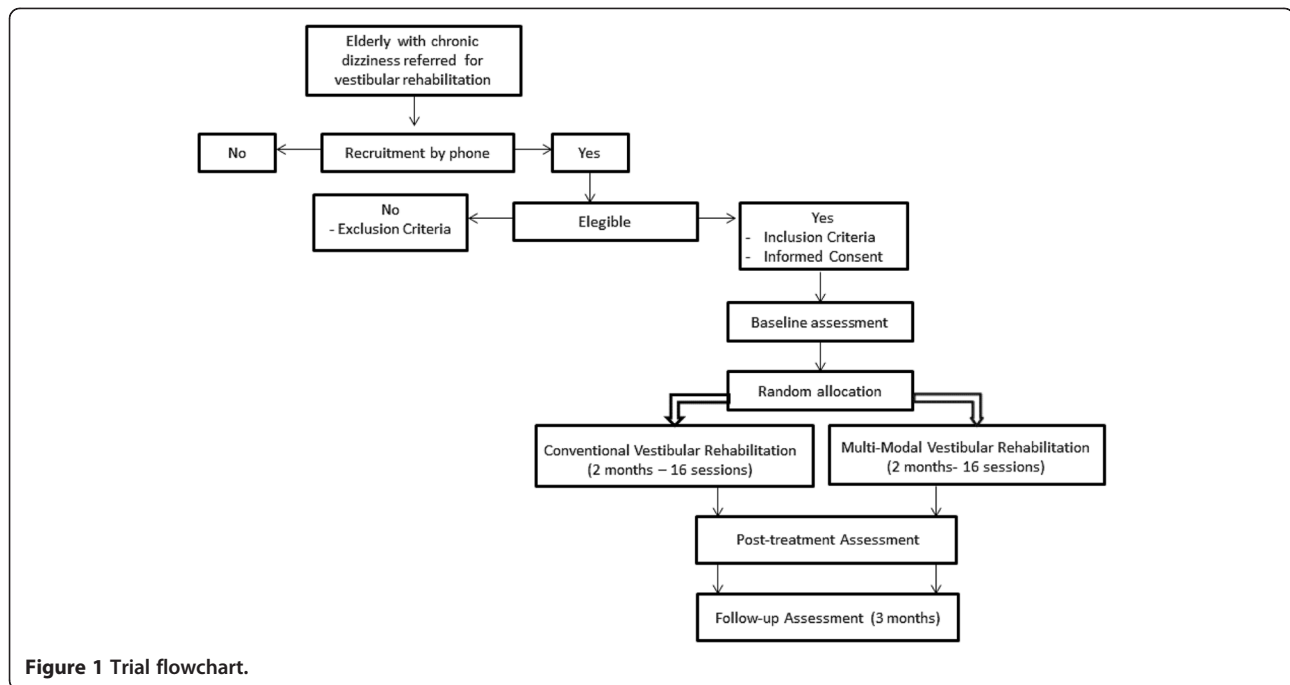 Elderly with chronic
dizziness referred for
vestibular rehabilitation
No
Recruitment by phone
Yes
No
- Exclusion Criteria
Elegible
Yes
- Inclusion Criteria
- Informed Consent
Baseline assessment
Random allocation
Conventional Vestibular Rehabilitation
(2 months – 16 sessions)
Multi-Modal Vestibular Rehabilitation
(2 months- 16 sessions)
Post-treatment Assessment
Follow-up Assessment (3 months)
Figure 1 Trial flowchart.